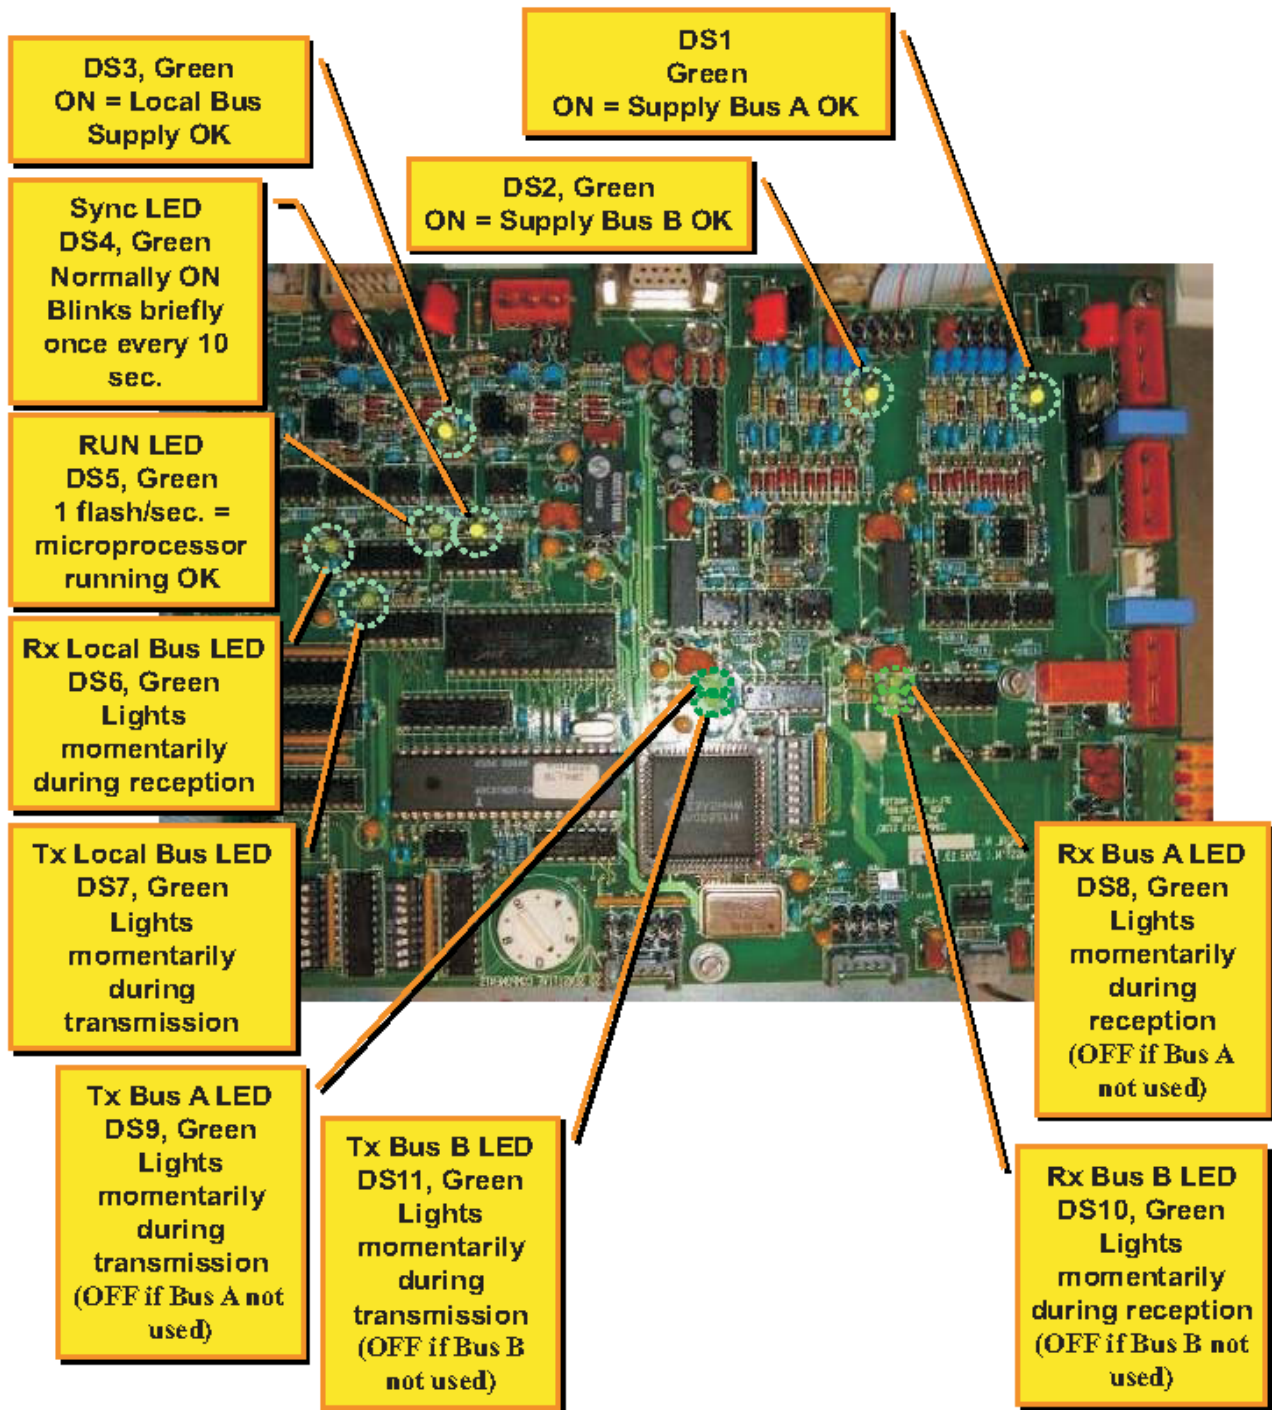 DS3, Green
ON = Local Bus
Supply OK
DS1
Green
ON = Supply Bus A OK
DS2, Green
ON = Supply Bus B OK
Sync LED
DS4, Green
Normally ON
Blinks briefly
once every 10
sec.
RUN LED
DS5, Green
1 flash/sec. =
microprocessor
running OK
Rx Local Bus LED
DS6, Green
Lights
momentarily
during reception
Tx Local Bus LED
DS7, Green
Lights
momentarily
during
transmission
Rx Bus A LED
DS8, Green
Lights
momentarily
during
reception
(OFF if Bus A
not used)
Tx Bus A LED
DS9, Green
Lights
momentarily
during
transmission
(OFF if Bus A not
used)
Tx Bus B LED
DS11, Green
Lights
momentarily
during
transmission
(OFF if Bus B
not used)
Rx Bus B LED
DS10, Green
Lights
momentarily
during reception
(OFF if Bus B not
used)